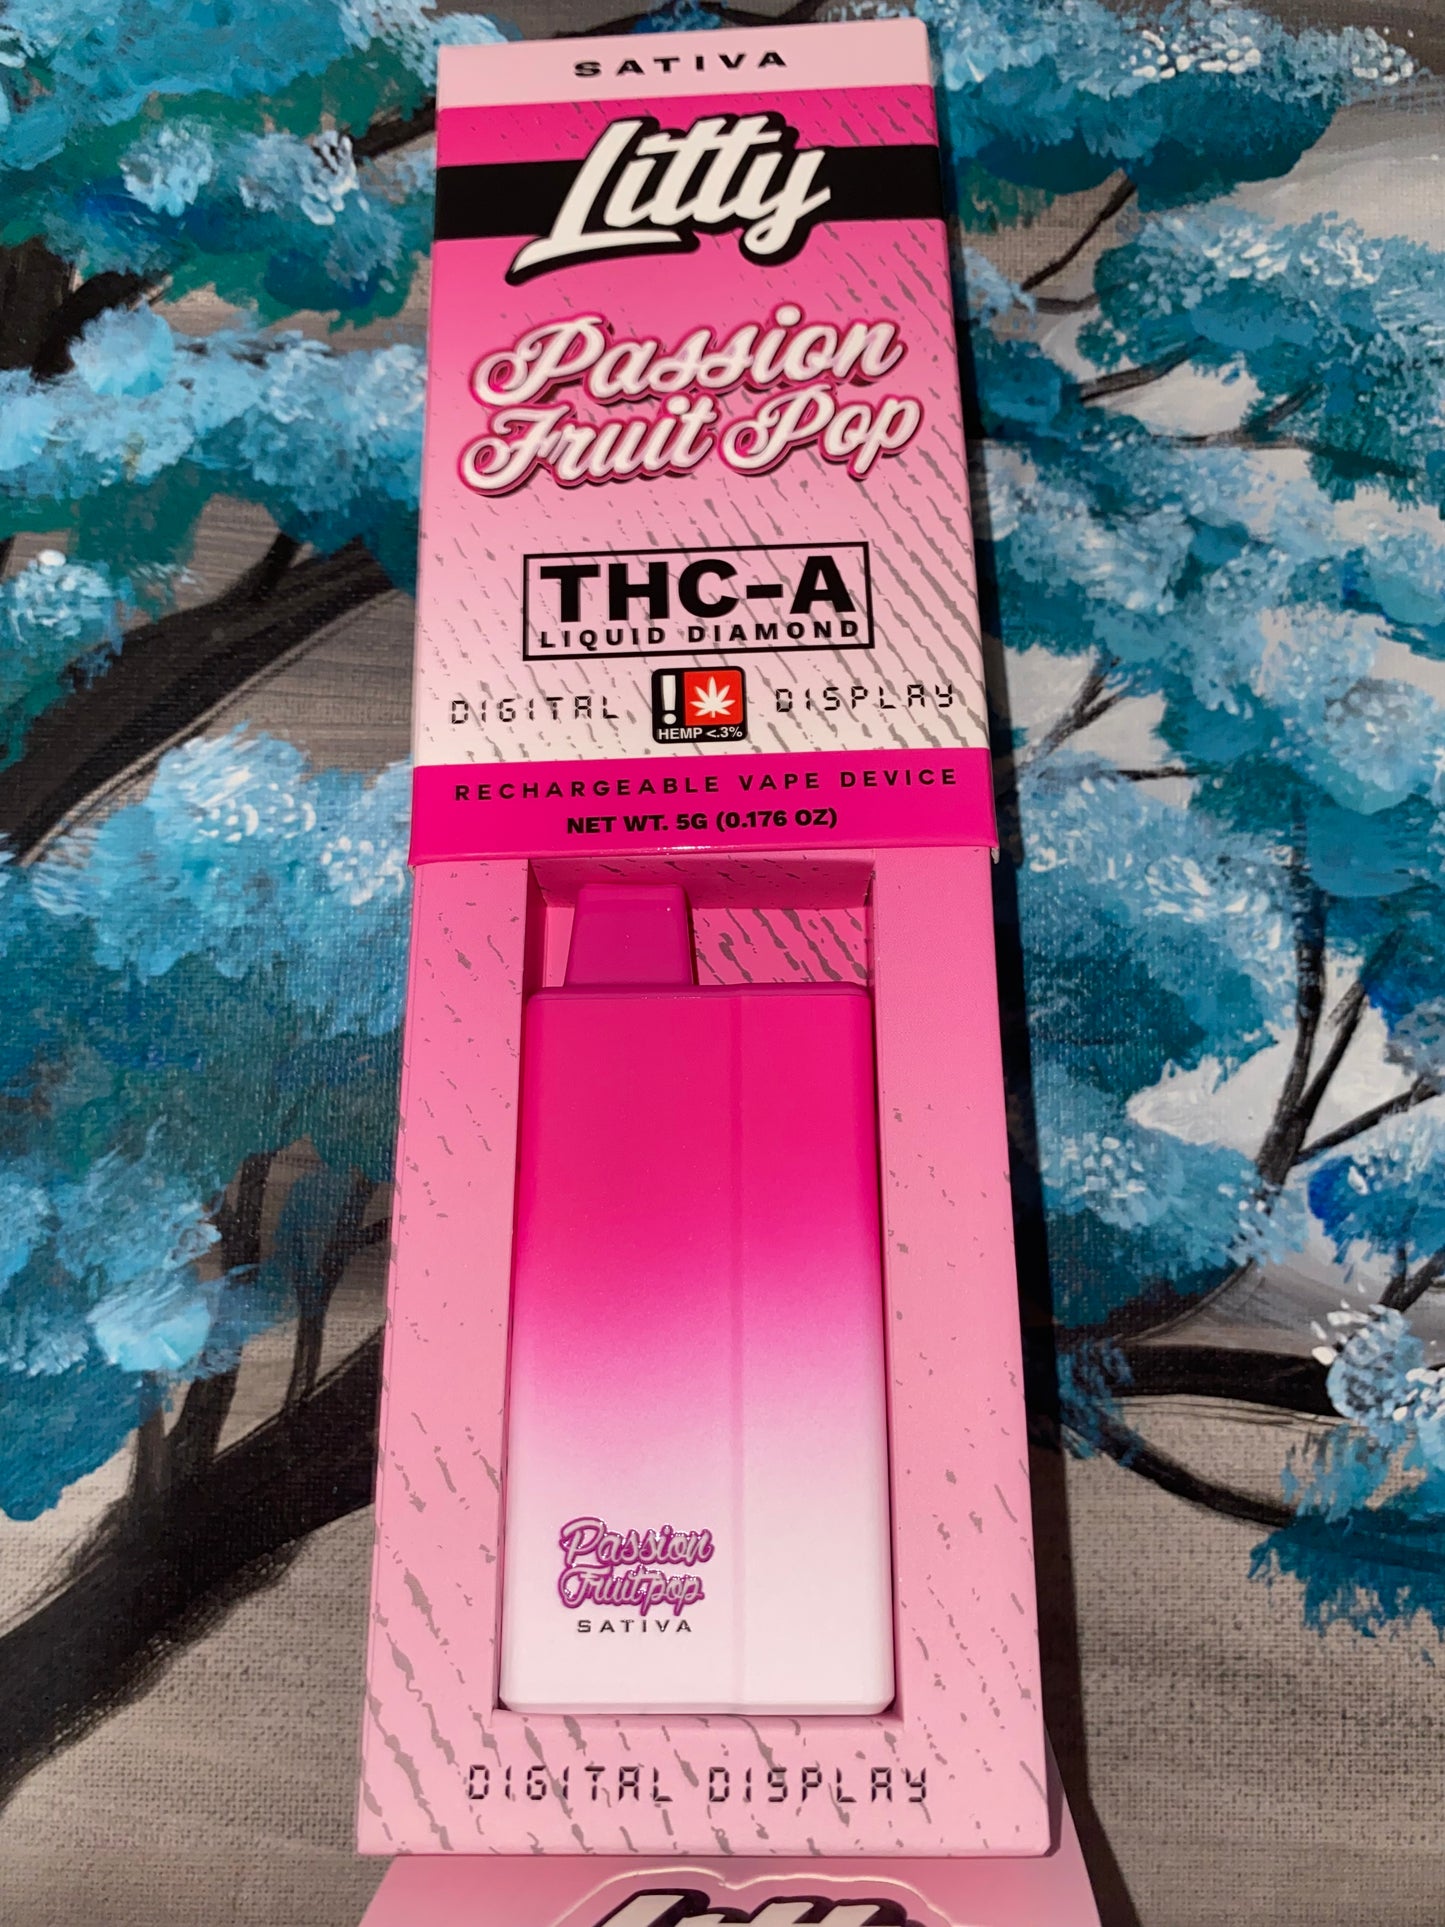 SATIVA
Litty
Passion
Fruit Pop
THC-A
LIQUID DIAMOND
DIGITAL DISPLAY
!
HEMP <.3%
RECHARGEABLE VAPE DEVICE
NET WT. 5G (0.176 OZ)
Passion
Fruit pop
SATIVA
DIGITAL DISPLAY
Litty